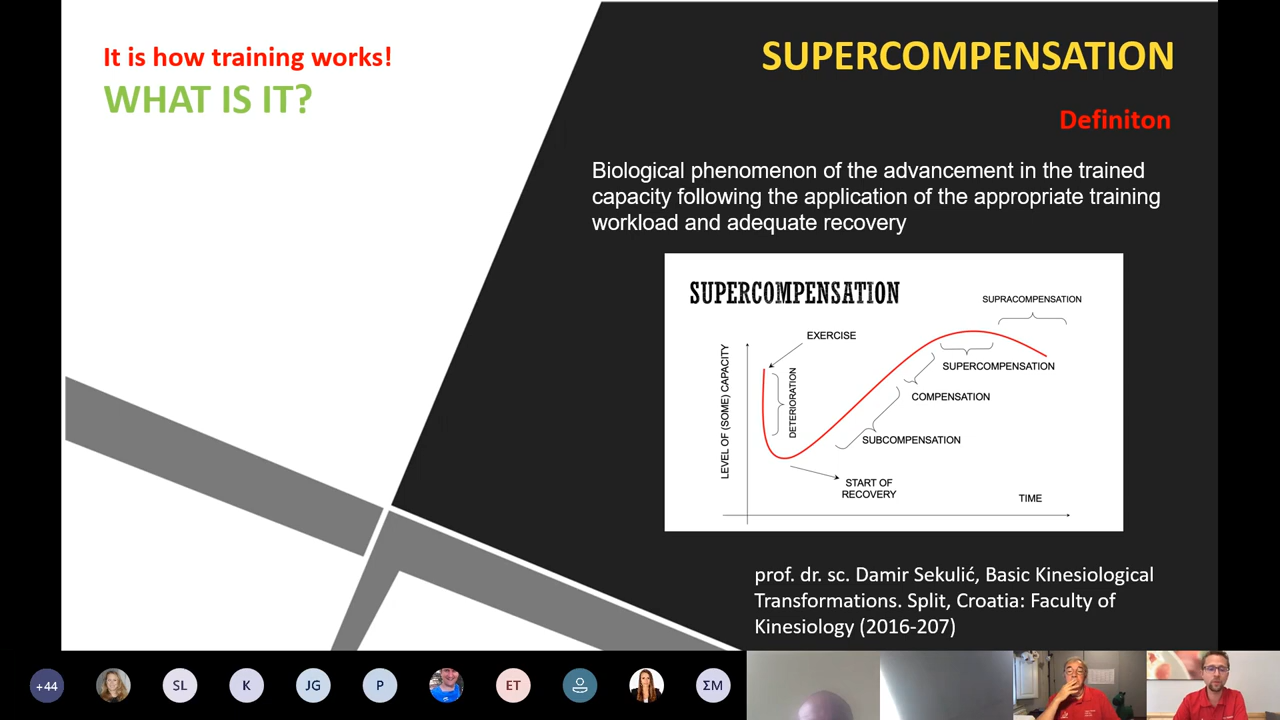 It is how training works!
WHAT IS IT?
SUPERCOMPENSATION
Definiton
Biological phenomenon of the advancement in the trained
capacity following the application of the appropriate training
workload and adequate recovery
SUPERCOMPENSATION
SUPRACOMPENSATION
EXERCISE
LEVEL OF (SOME) CAPACITY
DETERIORATION
SUPERCOMPENSATION
COMPENSATION
SUBCOMPENSATION
START OF
RECOVERY
TIME
prof. dr. sc. Damir Sekulić, Basic Kinesiological
Transformations. Split, Croatia: Faculty of
Kinesiology (2016-207)
+44
SL
K
JG
P
ET
ΣM